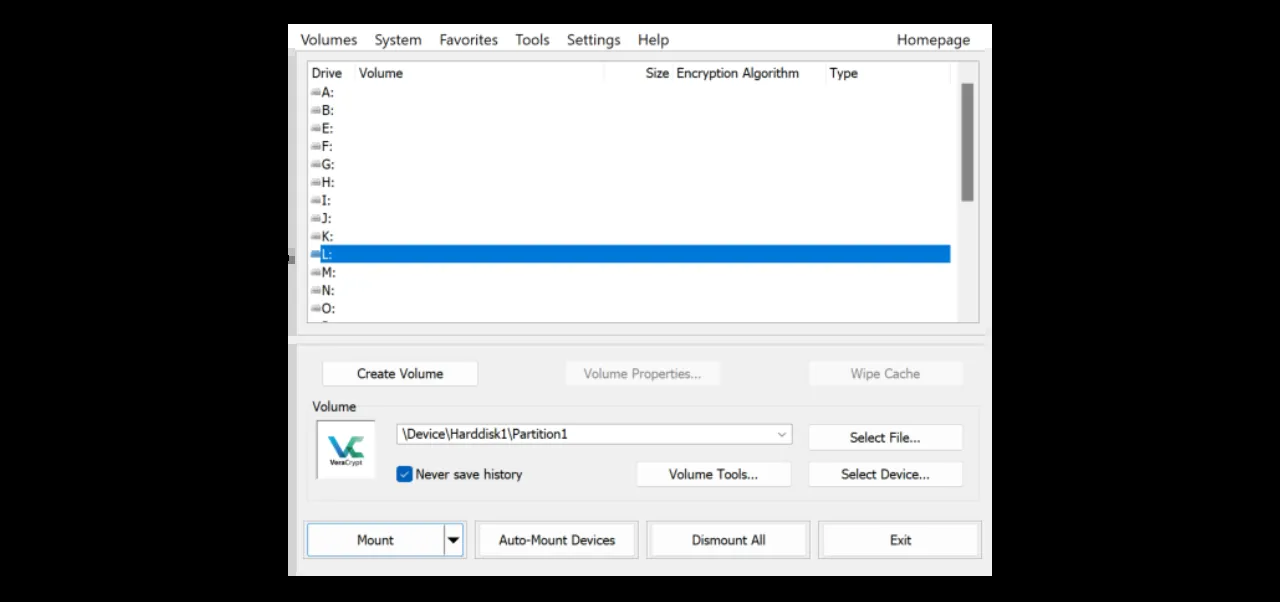 Volumes System Favorites Tools Settings Help Homepage
Drive Volume Size Encryption Algorithm Type
A:
B:
E:
F:
G:
H:
I:
J:
K:
L:
M:
N:
O:
Create Volume Volume Properties... Wipe Cache
Volume
\Device\Harddisk1\Partition1 Select File...
VeraCrypt
Never save history Volume Tools... Select Device...
Mount Auto-Mount Devices Dismount All Exit